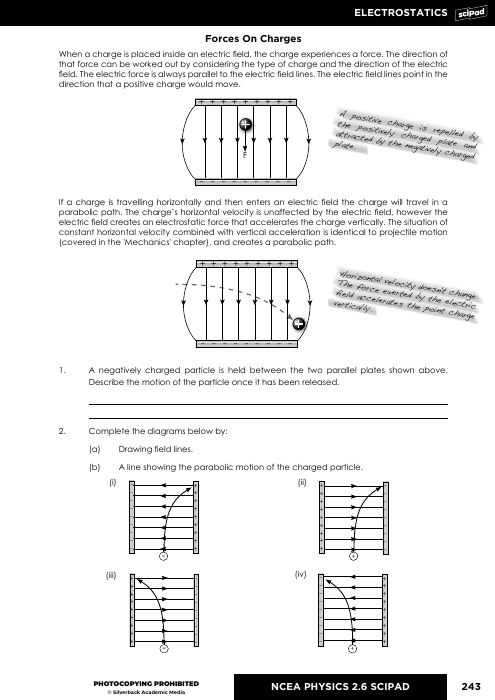 ELECTROSTATICS scipad
Forces On Charges
When a charge is placed inside an electric field, the charge experiences a force. The direction of
that force can be worked out by considering the type of charge and the direction of the electric
field. The electric force is always parallel to the electric field lines. The electric field lines point in the
direction that a positive charge would move.
+ + + + + + + + +
+
F
A positive charge is repelled by
the positively charged plate and
attracted by the negatively charged
plate.
If a charge is travelling horizontally and then enters an electric field the charge will travel in a
parabolic path. The charge's horizontal velocity is unaffected by the electric field, however the
electric field creates an electrostatic force that accelerates the charge vertically. The situation of
constant horizontal velocity combined with vertical acceleration is identical to projectile motion
(covered in the 'Mechanics' chapter), and creates a parabolic path.
+ + + + + + + + +
+
Horizontal velocity doesn't change.
The force exerted by the electric
field accelerates the point charge
vertically.
1. A negatively charged particle is held between the two parallel plates shown above.
Describe the motion of the particle once it has been released.
2. Complete the diagrams below by:
(a) Drawing field lines.
(b) A line showing the parabolic motion of the charged particle.
(i) (ii)
(iii) (iv)
PHOTOCOPYING PROHIBITED
© Silverback Academic Media
NCEA PHYSICS 2.6 SCIPAD 243